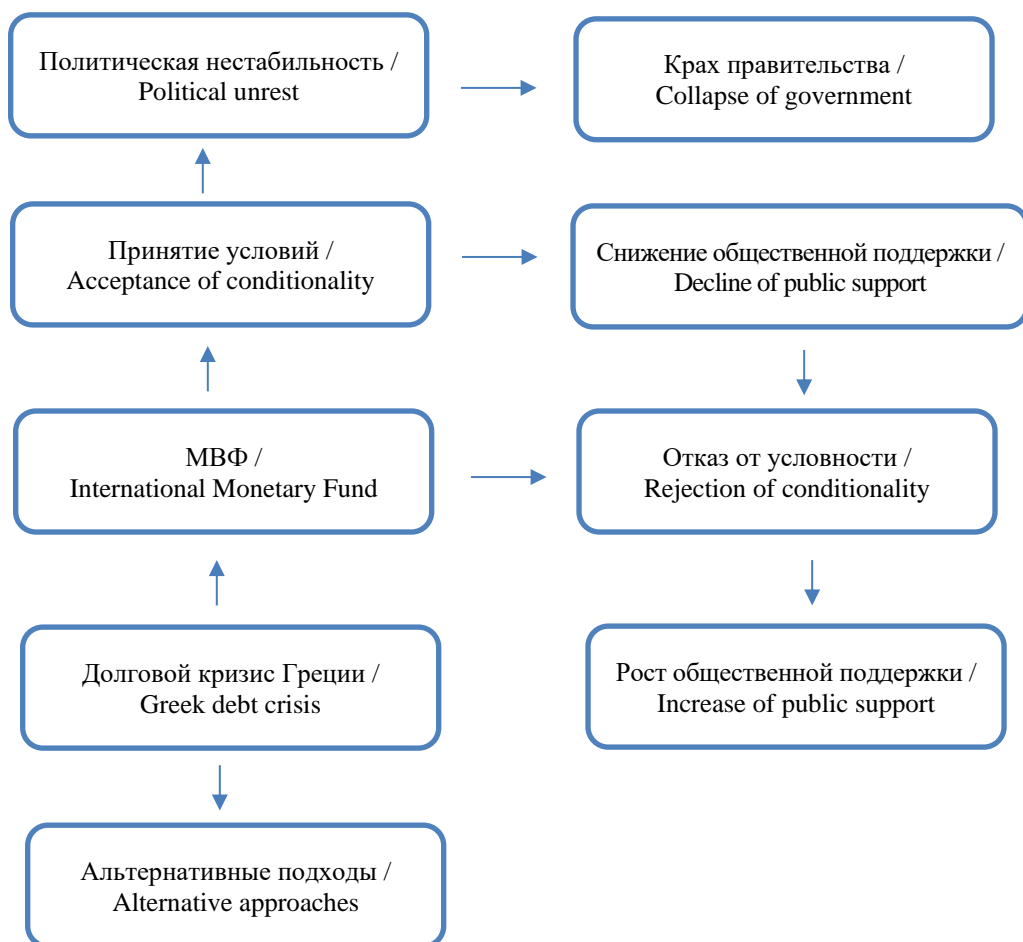 Политическая нестабильность /
Political unrest
Крах правительства /
Collapse of government
Принятие условий /
Acceptance of conditionality
Снижение общественной поддержки /
Decline of public support
МВФ /
International Monetary Fund
Отказ от условности /
Rejection of conditionality
Долговой кризис Греции /
Greek debt crisis
Рост общественной поддержки /
Increase of public support
Альтернативные подходы /
Alternative approaches